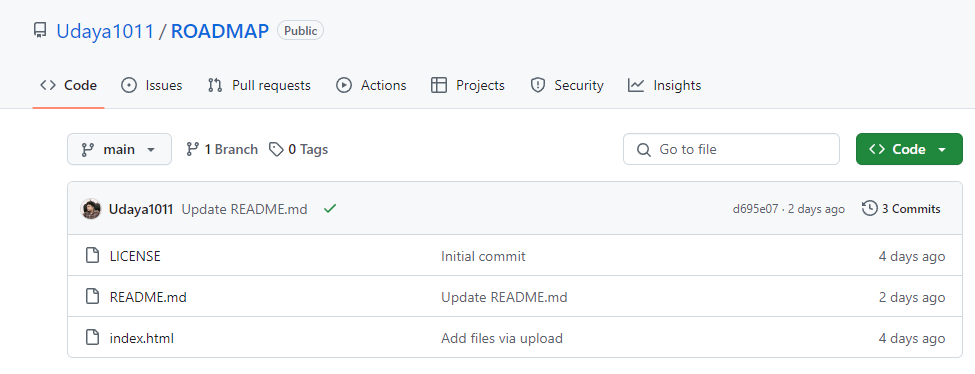 Udaya1011 / ROADMAP Public
Code Issues Pull requests Actions Projects Security Insights
main 1 Branch 0 Tags Go to file Code
Udaya1011 Update README.md d695e07 · 2 days ago 3 Commits
LICENSE Initial commit 4 days ago
README.md Update README.md 2 days ago
index.html Add files via upload 4 days ago